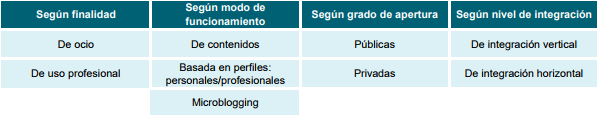 Según finalidad
Según modo de
funcionamiento
Según grado de apertura
Según nivel de integración
De ocio
De contenidos
Públicas
De integración vertical
De uso profesional
Basada en perfiles:
personales/profesionales
Privadas
De integración horizontal
Microblogging